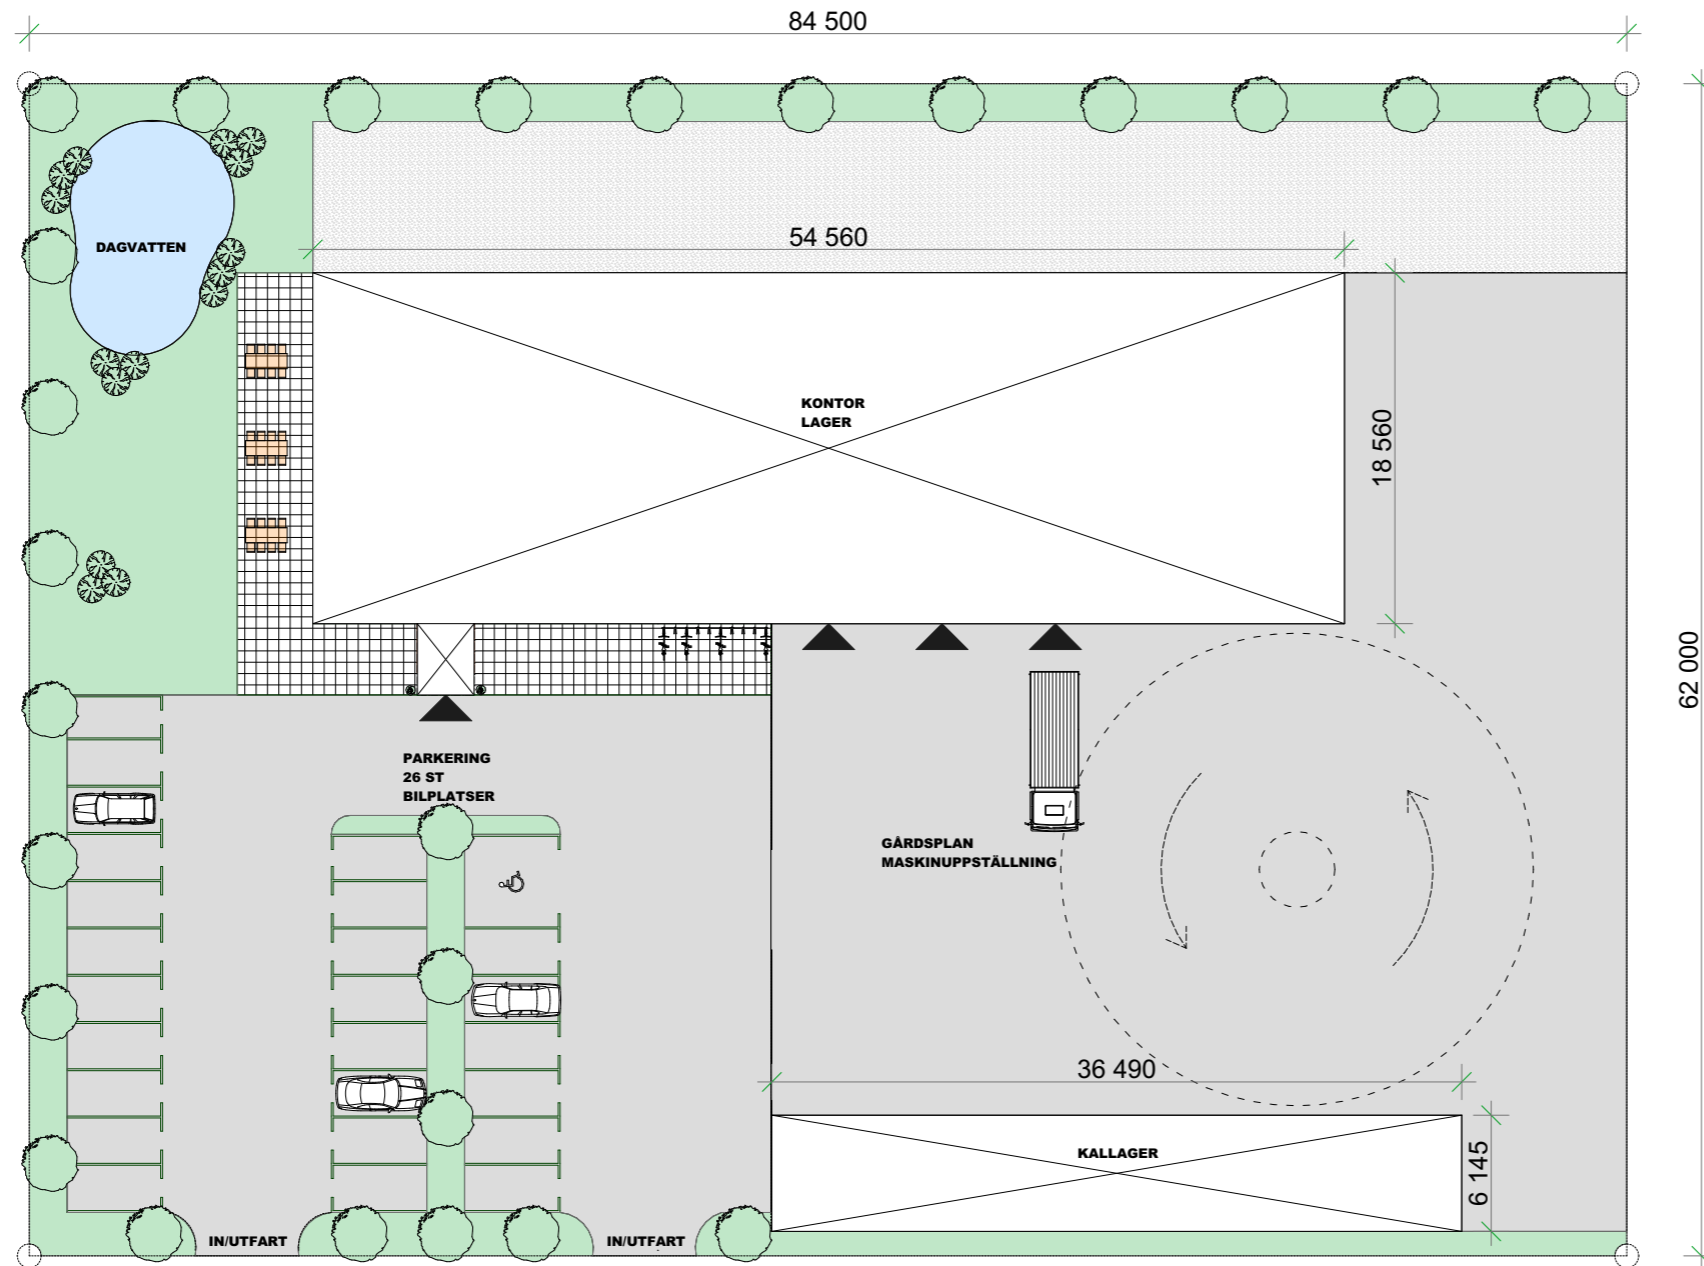 84 500
DAGVATTEN
54 560
KONTOR
LAGER
18 560
62 000
PARKERING
26 ST
BILPLATSER
GÅRDSPLAN
MASKINUPPSTÄLLNING
36 490
KALLAGER
6 145
IN/UTFART
IN/UTFART